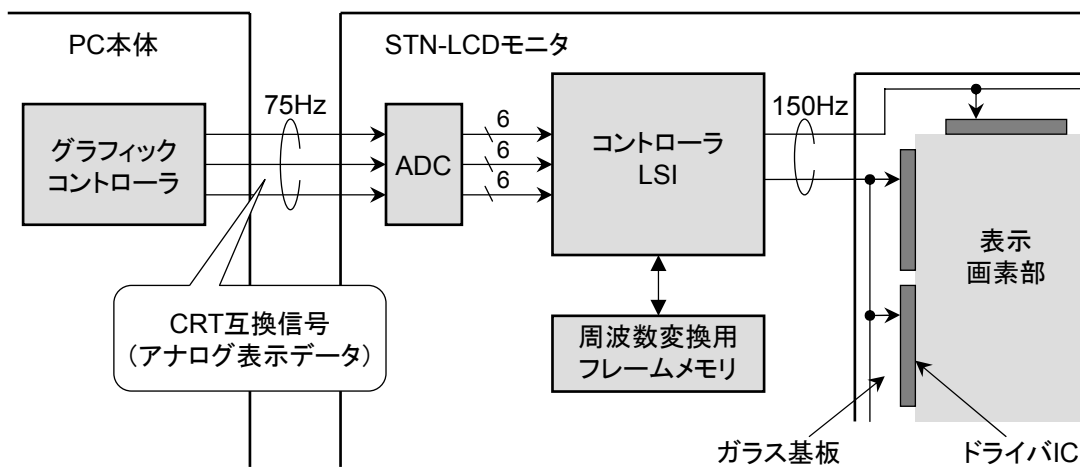 PC本体
STN-LCDモニタ
グラフィック
コントローラ
75Hz
ADC
6
6
6
コントローラ
LSI
150Hz
表示
画素部
CRT互換信号
（アナログ表示データ）
周波数変換用
フレームメモリ
ガラス基板
ドライバIC